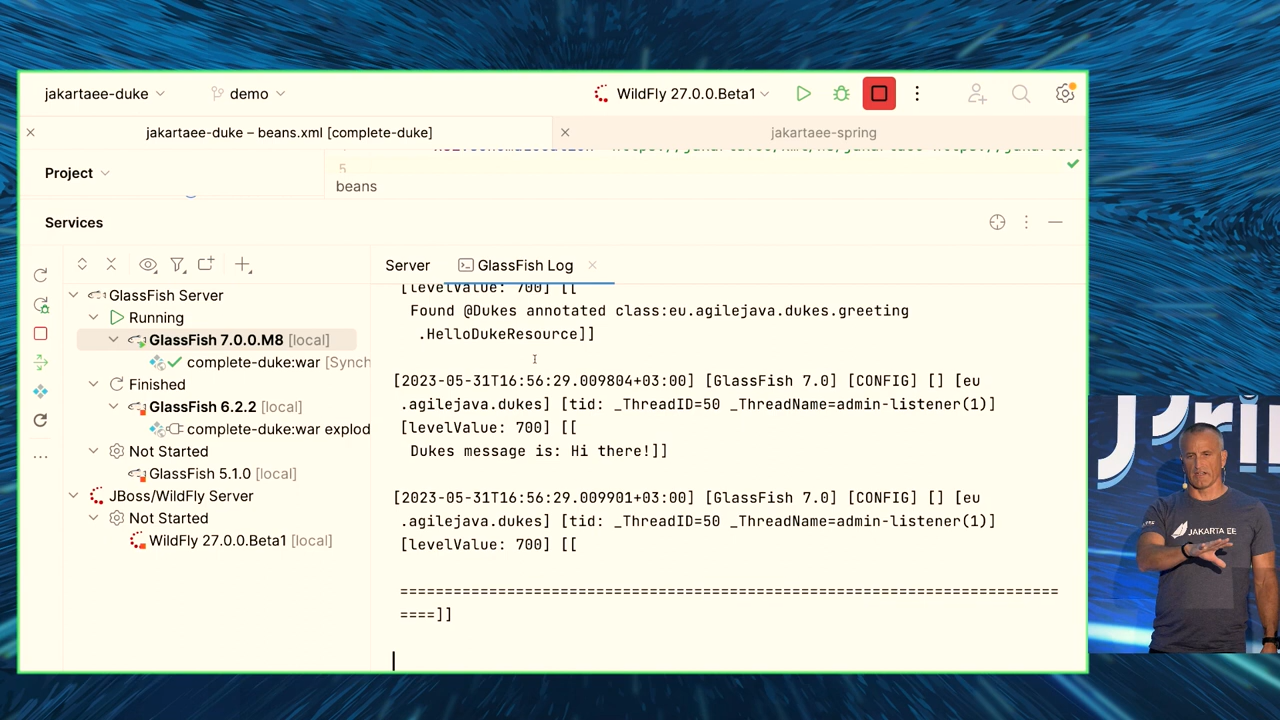 jakartaee-duke
demo
WildFly 27.0.0.Beta1
jakartaee-duke – beans.xml [complete-duke]
jakartaee-spring
Project
5
beans
Services
Server
GlassFish Log
GlassFish Server
Running
GlassFish 7.0.0.M8 [local]
complete-duke:war [Synch
Finished
GlassFish 6.2.2 [local]
complete-duke:war explod
Not Started
GlassFish 5.1.0 [local]
JBoss/WildFly Server
Not Started
WildFly 27.0.0.Beta1 [local]
[levelValue: 700] [[
Found @Dukes annotated class:eu.agilejava.dukes.greeting
.HelloDukeResource]]
[2023-05-31T16:56:29.009804+03:00] [GlassFish 7.0] [CONFIG] [] [eu
.agilejava.dukes] [tid: _ThreadID=50 _ThreadName=admin-listener(1)]
[levelValue: 700] [[
Dukes message is: Hi there!]]
[2023-05-31T16:56:29.009901+03:00] [GlassFish 7.0] [CONFIG] [] [eu
.agilejava.dukes] [tid: _ThreadID=50 _ThreadName=admin-listener(1)]
[levelValue: 700] [[
==========================================================================
====]]
JPri
JAKARTA EE